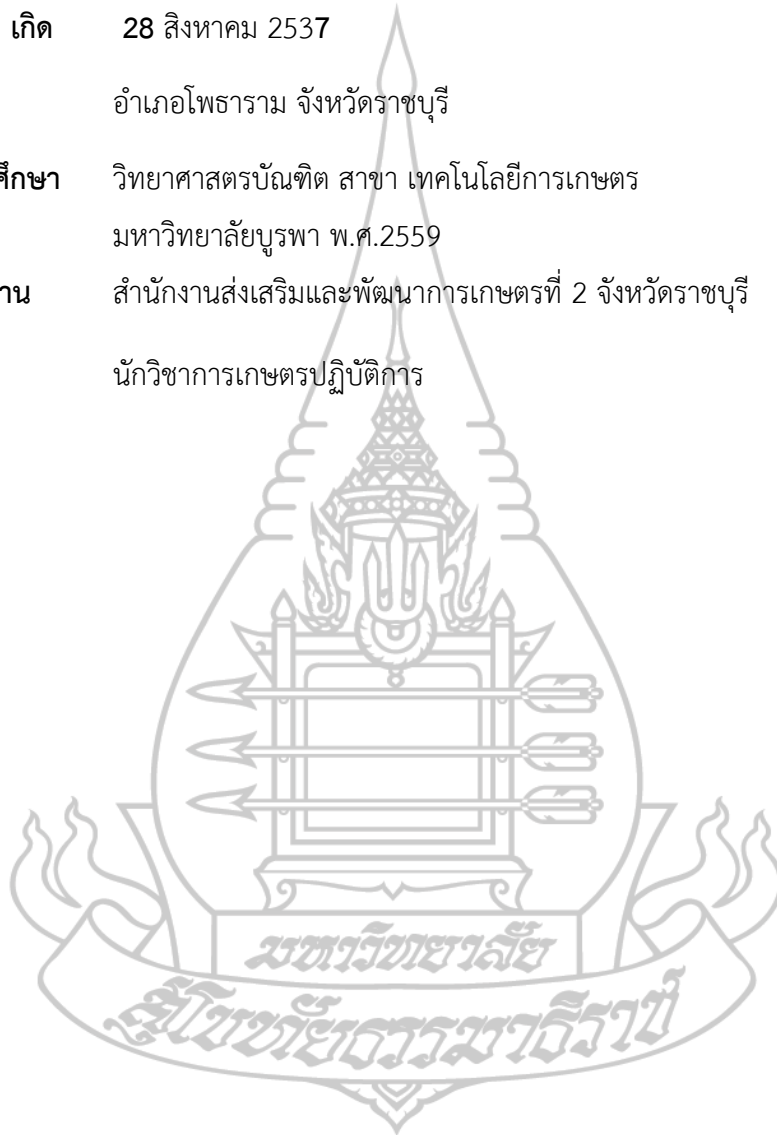 เกิด 28 สิงหาคม 2537
อำเภอโพธาราม จังหวัดราชบุรี
ศึกษา วิทยาศาสตรบัณฑิต สาขา เทคโนโลยีการเกษตร
มหาวิทยาลัยบูรพา พ.ศ.2559
าน สำนักงานส่งเสริมและพัฒนาการเกษตรที่ 2 จังหวัดราชบุรี
นักวิชาการเกษตรปฏิบัติการ
มหาวิทยาลัย
สุโขทัยธรรมาธิราช